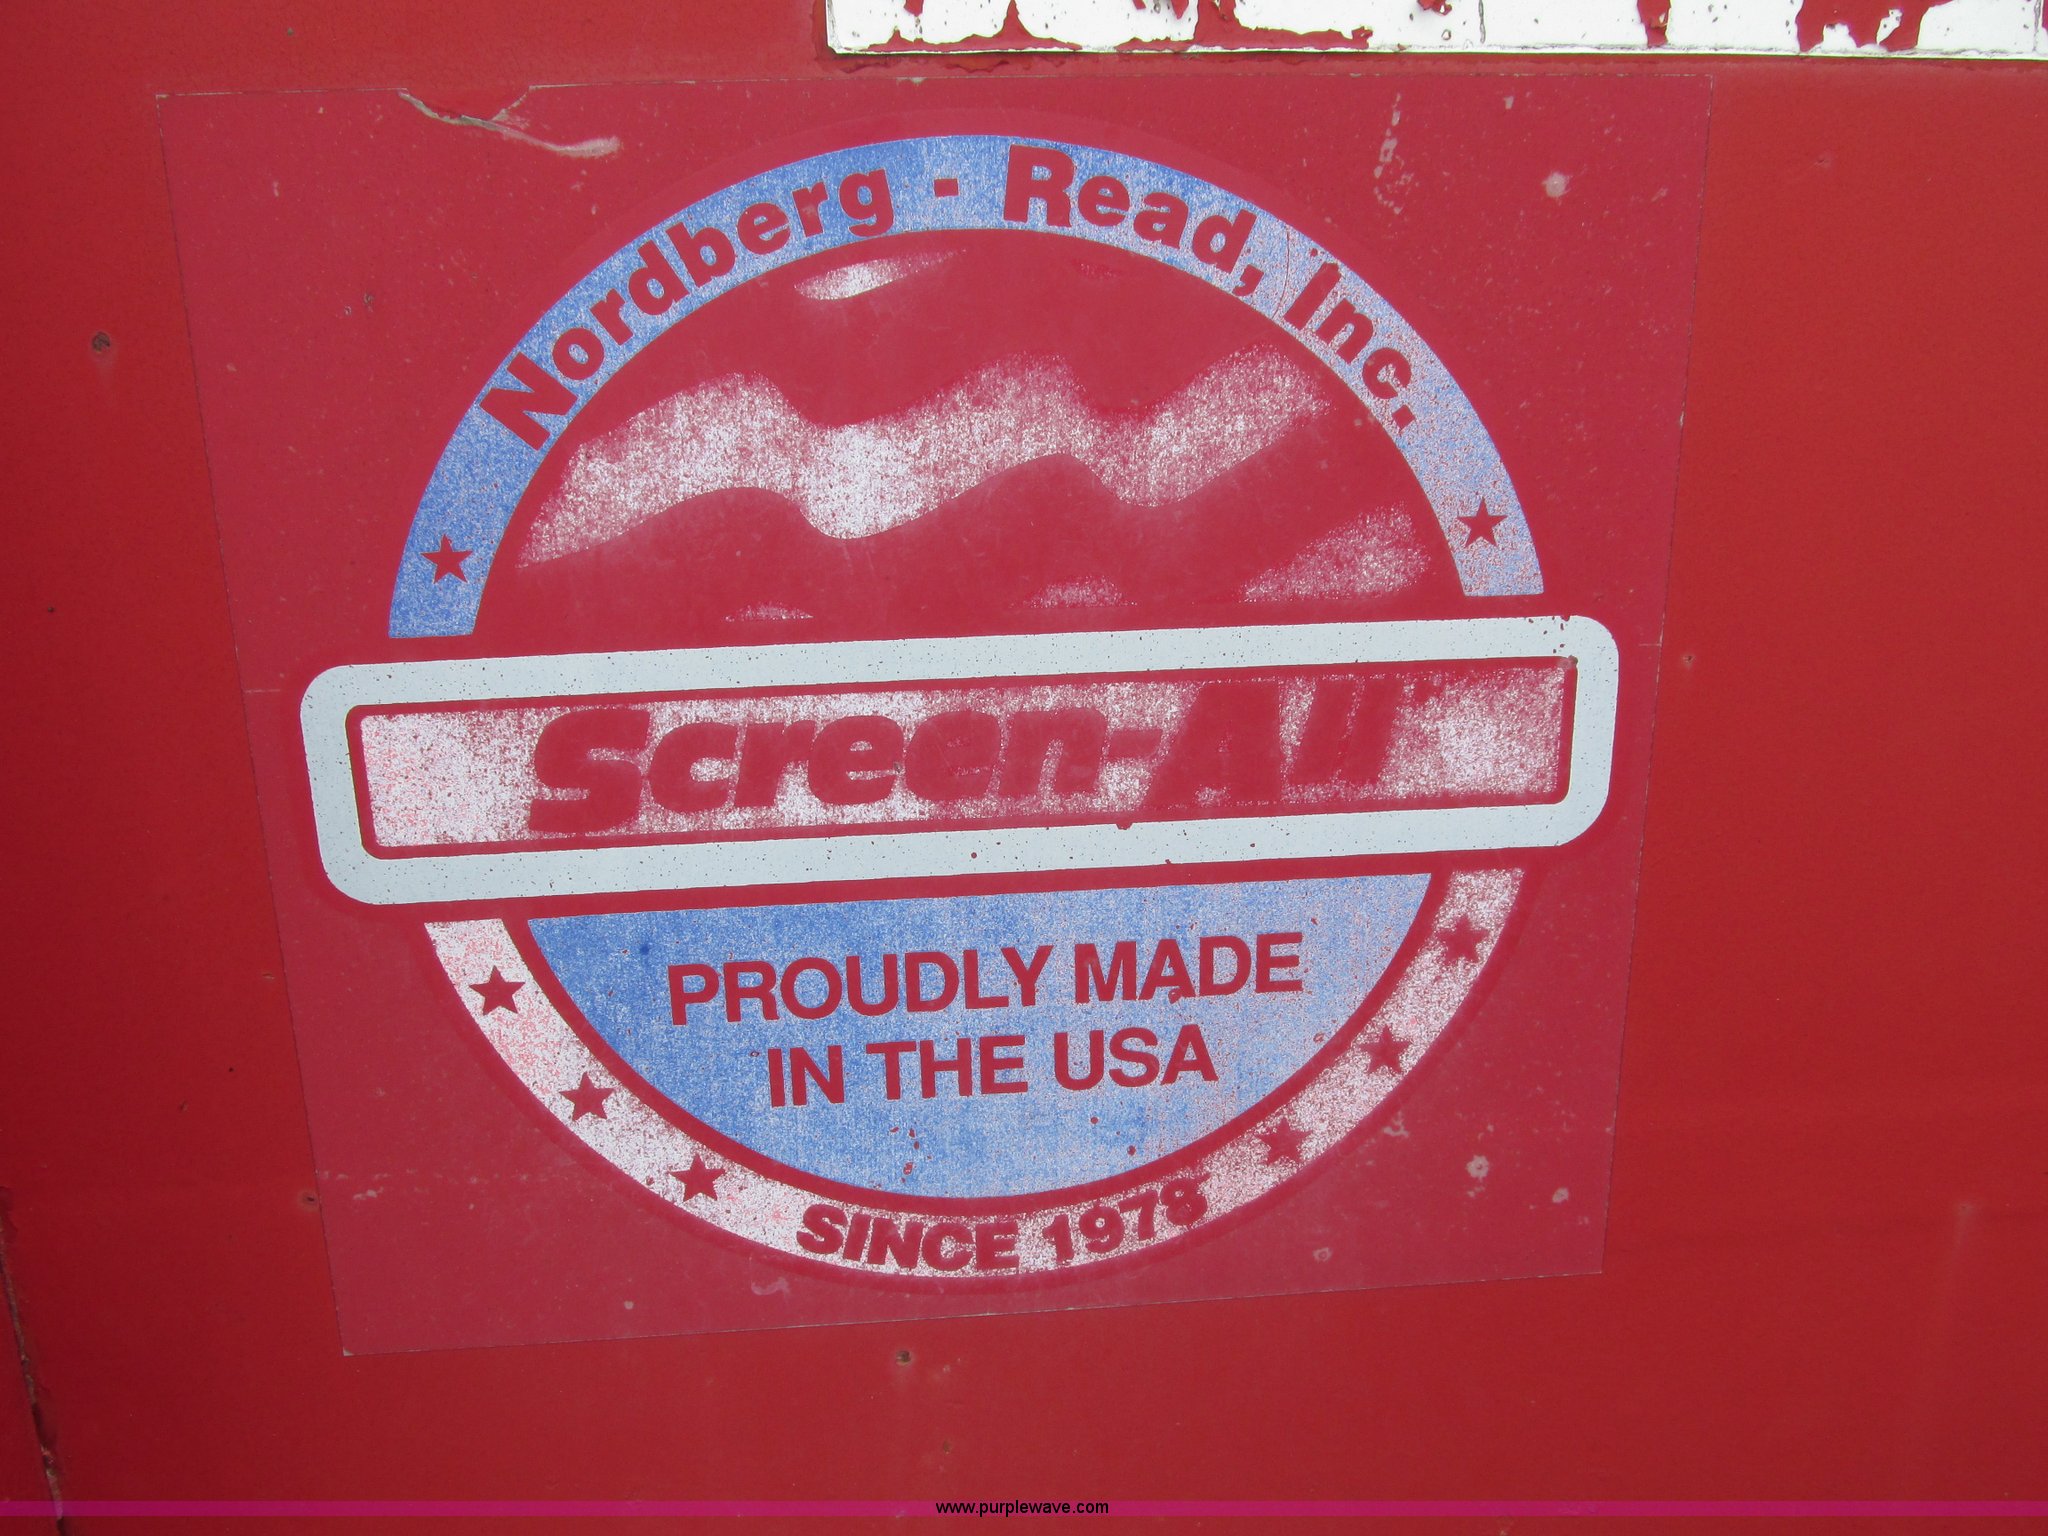 Nordberg - Read, Inc.
Screen-All
PROUDLY MADE
IN THE USA
SINCE 1978
www.purplewave.com